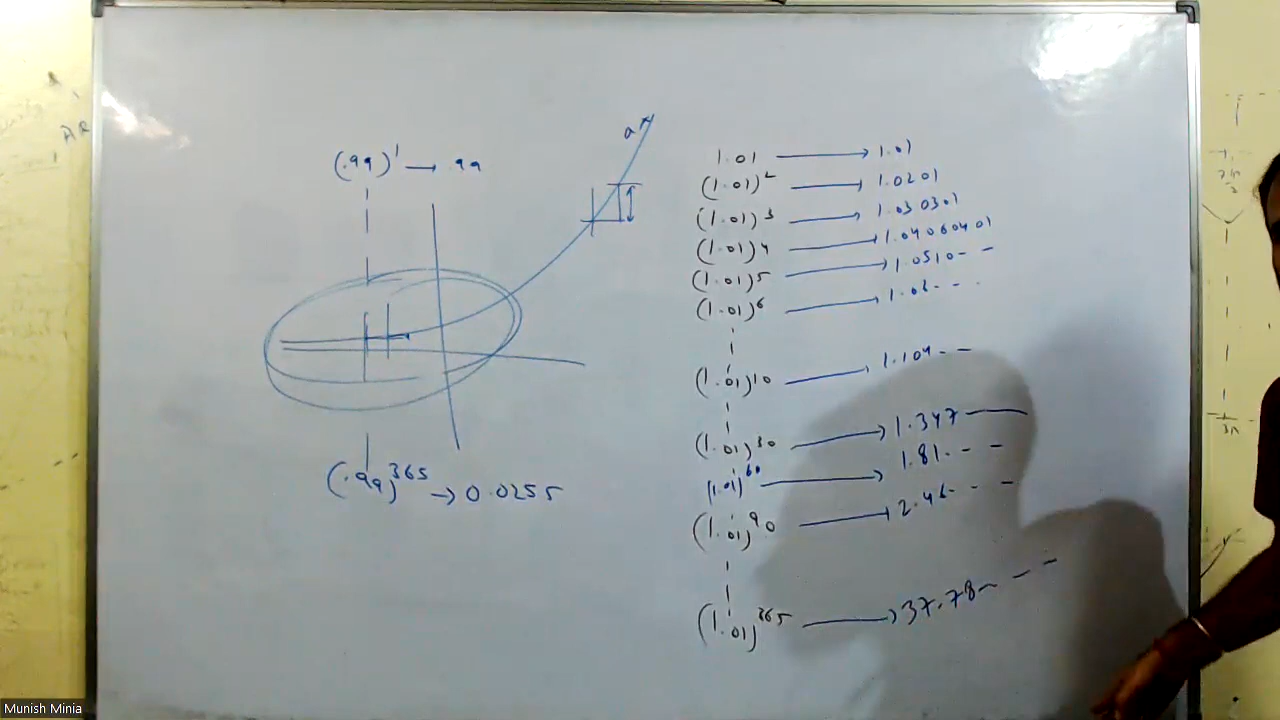 (.99)¹ → .99
(.99)³⁶⁵ → 0.0255
aˣ
1.01 → 1.01
(1.01)² → 1.0201
(1.01)³ → 1.030301
(1.01)⁴ → 1.04060401
(1.01)⁵ → 1.0510- -
(1.01)⁶ → 1.06- - -
(1.01)¹⁰ → 1.104- -
(1.01)³⁰ → 1.347—
(1.01)⁶⁰ → 1.81- - -
(1.01)⁹⁰ → 2.46- - -
(1.01)³⁶⁵ → 37.78- - -
Munish Minia